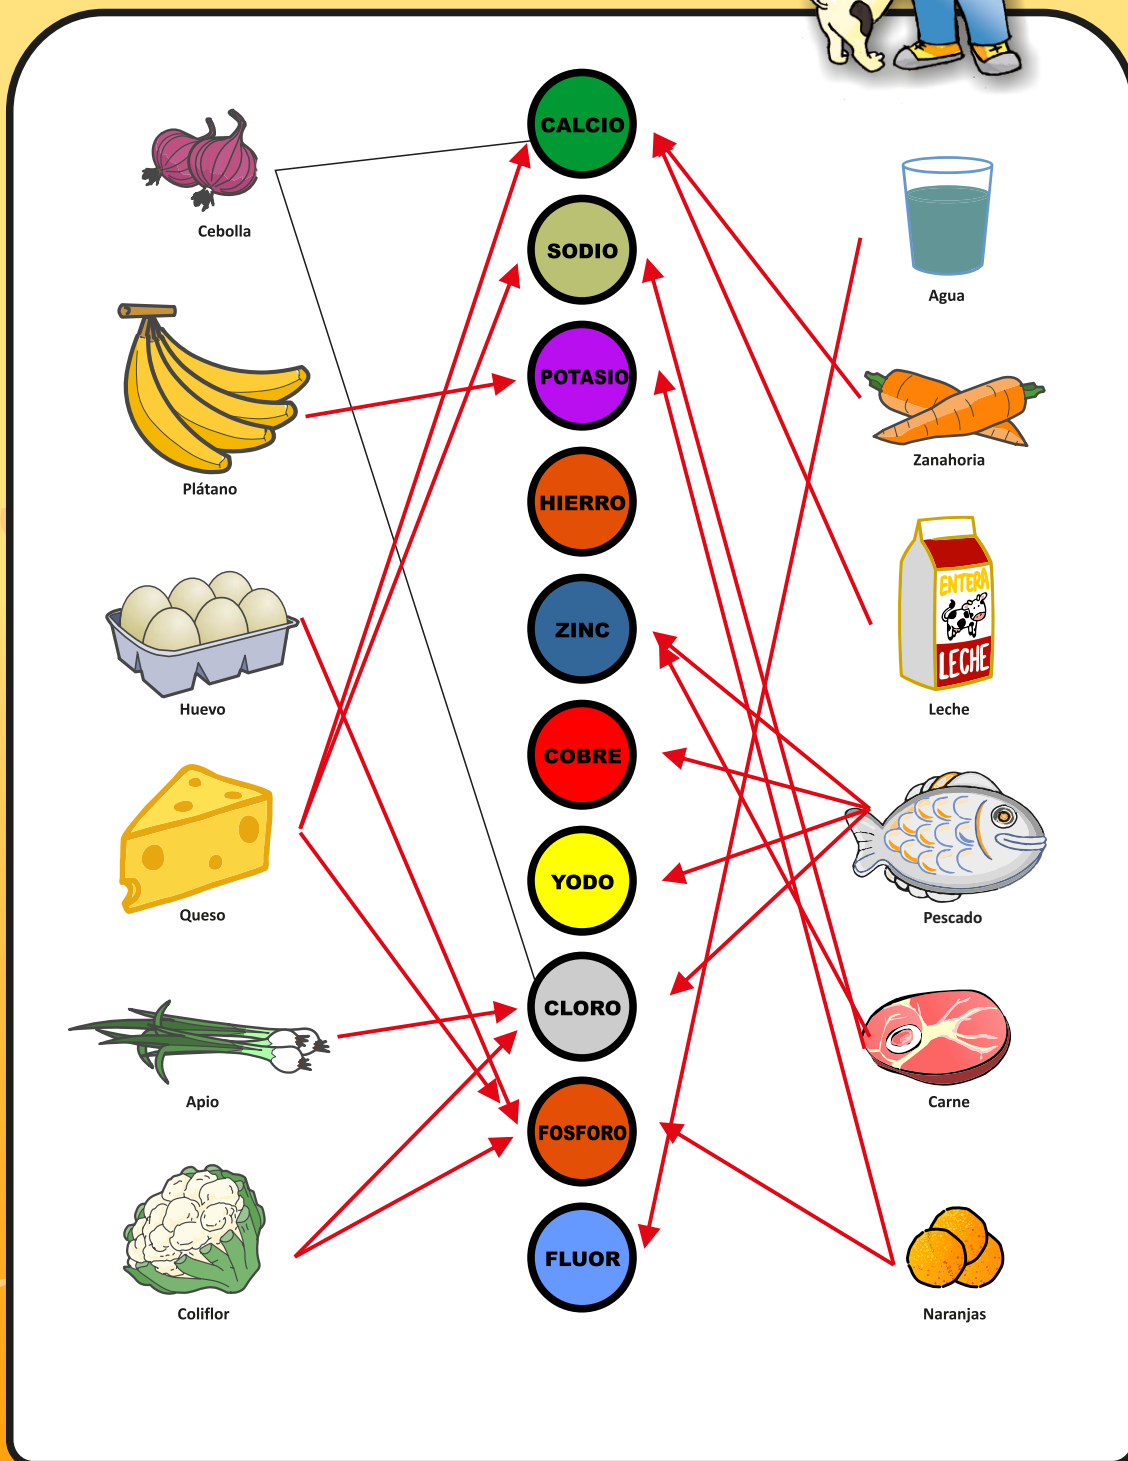 Cebolla
Plátano
Huevo
Queso
Apio
Coliflor
CALCIO
SODIO
POTASIO
HIERRO
ZINC
COBRE
YODO
CLORO
FOSFORO
FLUOR
Agua
Zanahoria
ENTERA
LECHE
Leche
Pescado
Carne
Naranjas